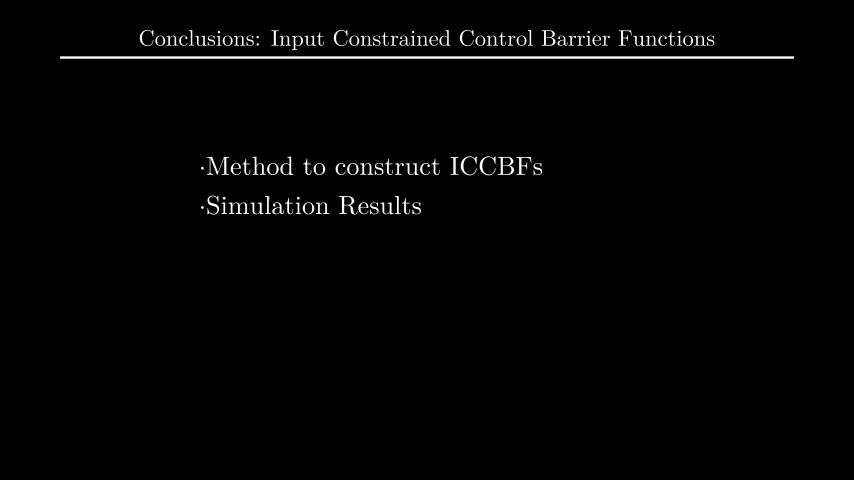 Conclusions: Input Constrained Control Barrier Functions
·Method to construct ICCBFs
·Simulation Results